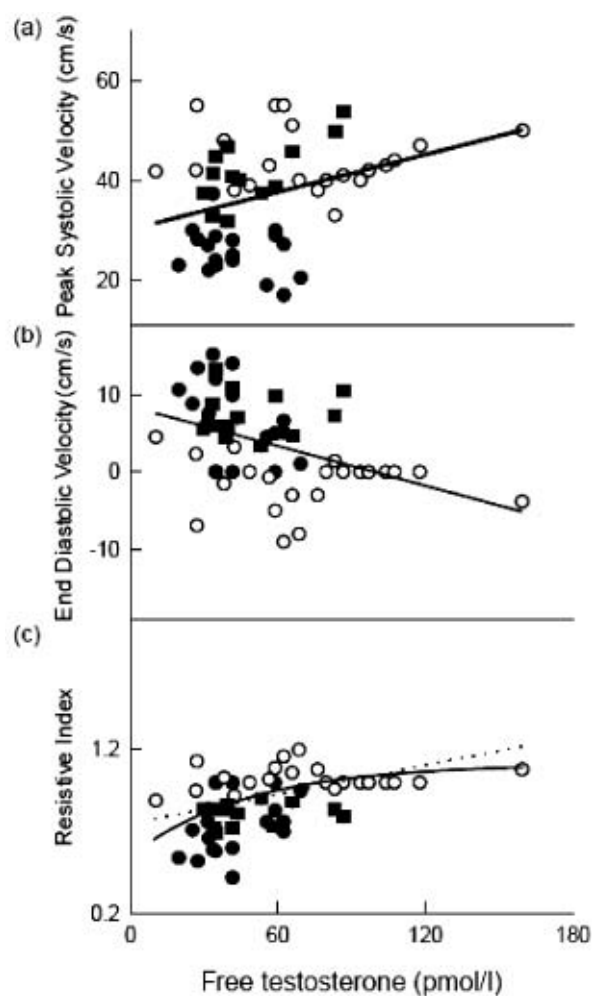 (a)
Peak Systolic Velocity (cm/s)
60
40
20
(b)
End Diastolic Velocity(cm/s)
10
0
-10
(c)
Resistive Index
1.2
0.2
0
60
120
180
Free testosterone (pmol/l)